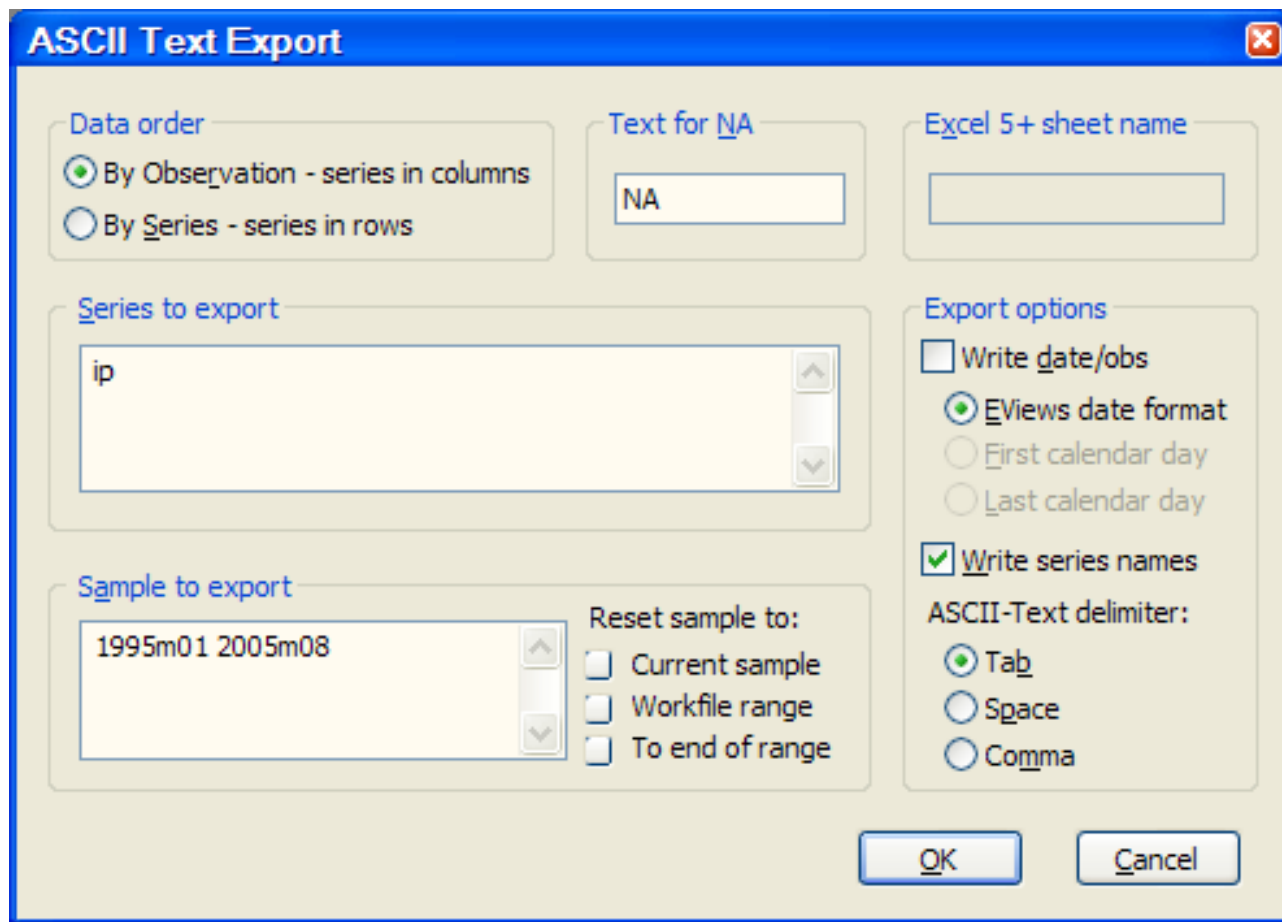 ASCII Text Export
Data order
By Observation - series in columns
By Series - series in rows
Text for NA
NA
Excel 5+ sheet name
Series to export
ip
Export options
Write date/obs
EViews date format
First calendar day
Last calendar day
Write series names
ASCII-Text delimiter:
Tab
Space
Comma
Sample to export
1995m01 2005m08
Reset sample to:
Current sample
Workfile range
To end of range
OK
Cancel